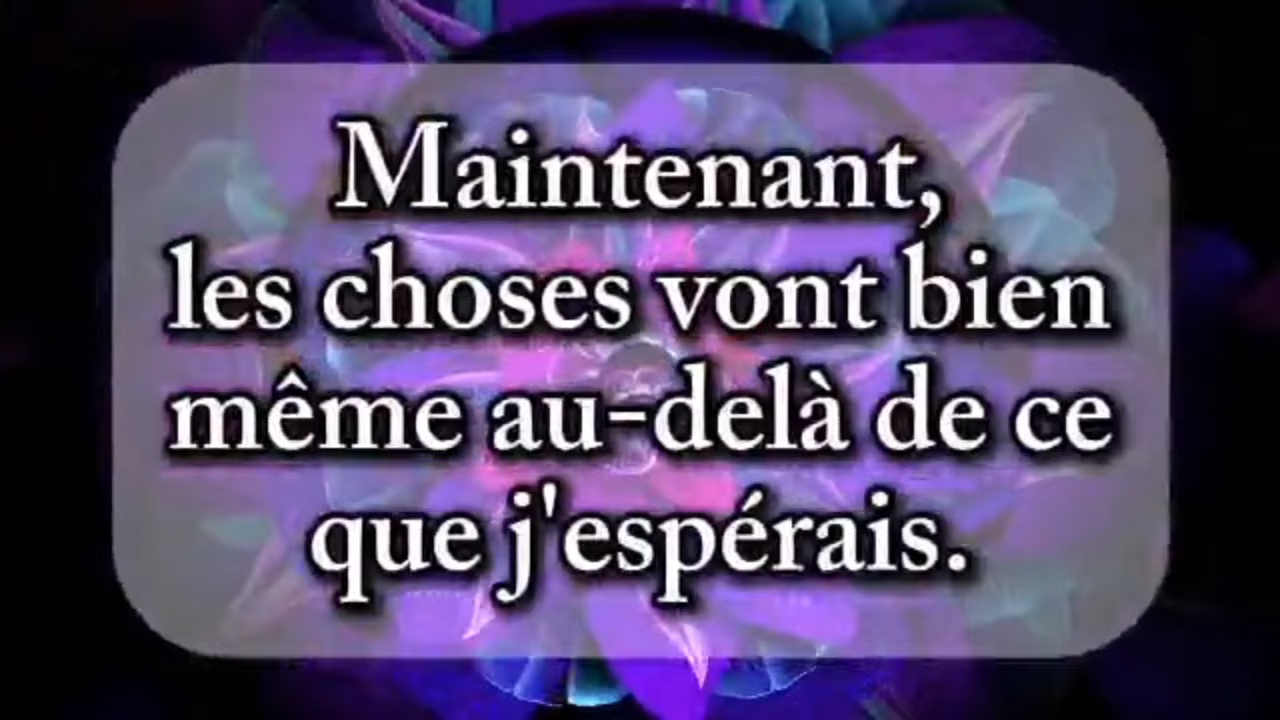 Maintenant,
les choses vont bien
même au-delà de ce
que j'espérais.